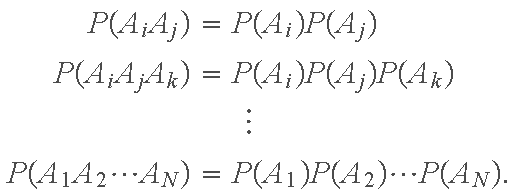 P(A_iA_j) = P(A_i)P(A_j)
P(A_iA_jA_k) = P(A_i)P(A_j)P(A_k)
⋮
P(A_1A_2⋯A_N) = P(A_1)P(A_2)⋯P(A_N).